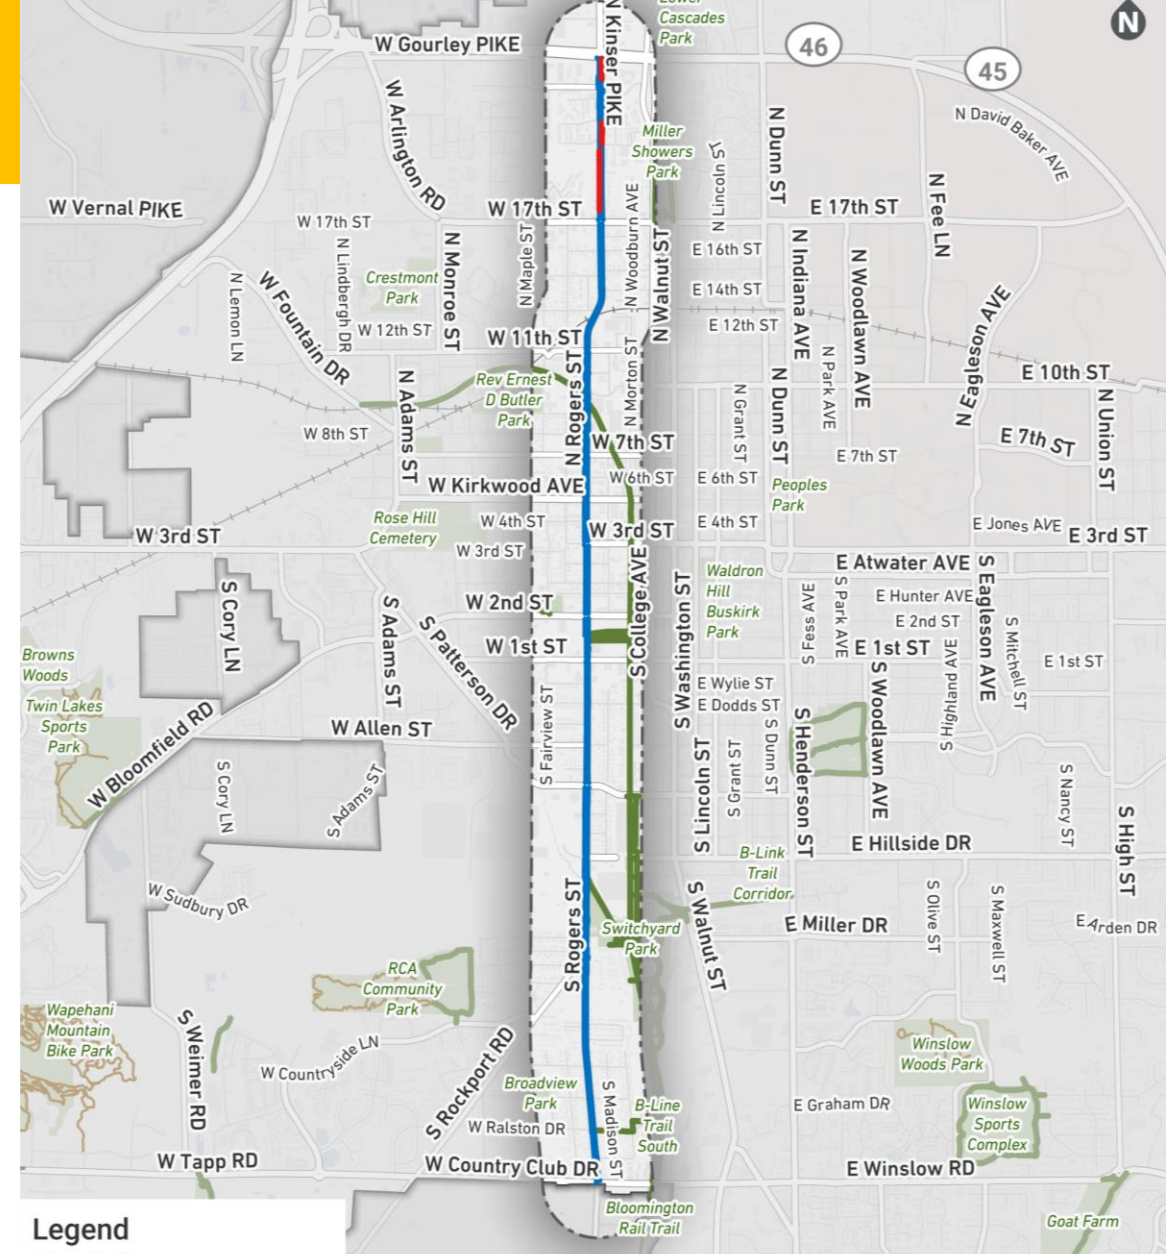 Lower
Cascades
Park
N
N Kinser PIKE
W Gourley PIKE
46
45
W Arlington RD
N David Baker AVE
N Dunn ST
Miller
Showers
Park
N Lincoln ST
N Fee LN
W Vernal PIKE
W 17th ST
W 17th ST
E 17th ST
N Maple ST
N Woodburn AVE
N Walnut ST
N Lindbergh DR
N Monroe ST
E 16th ST
N Indiana AVE
N Woodlawn AVE
Crestmont
Park
N Lemon LN
W Fountain DR
E 14th ST
N Eagleson AVE
W 12th ST
W 11th ST
E 12th ST
N Rogers ST
N Morton ST
N Park AVE
Rev Ernest
D Butler
Park
N Adams ST
N Grant ST
N Dunn ST
E 10th ST
N Union ST
W 8th ST
W 7th ST
E 7th ST
E 7th ST
W Kirkwood AVE
W 6th ST
E 6th ST
Peoples
Park
Rose Hill
Cemetery
W 4th ST
E 4th ST
E Jones AVE
W 3rd ST
W 3rd ST
W 3rd ST
E 3rd ST
S College AVE
E Atwater AVE
S Cory LN
Waldron
Hill
Buskirk
Park
S Washington ST
S Fess AVE
S Park AVE
E Hunter AVE
S Eagleson AVE
W 2nd ST
E 2nd ST
S Adams ST
S Patterson DR
W 1st ST
E 1st ST
E 1st ST
S Mitchell ST
S Highland AVE
Browns
Woods
Twin Lakes
Sports
Park
S Fairview ST
E Wylie ST
E Dodds ST
S Woodlawn AVE
W Bloomfield RD
W Allen ST
S Dunn ST
S Henderson ST
S Cory LN
S Adams ST
S Lincoln ST
S Grant ST
S Nancy ST
S High ST
E Hillside DR
B-Link
Trail
Corridor
W Sudbury DR
S Rogers ST
S Walnut ST
S Olive ST
S Maxwell ST
Switchyard
Park
E Miller DR
E Arden DR
RCA
Community
Park
Wapehani
Mountain
Bike Park
S Weimer RD
W Countryside LN
S Rockport RD
Winslow
Woods Park
Broadview
Park
S Madison ST
B-Line
Trail
South
E Graham DR
Winslow
Sports
Complex
W Ralston DR
W Tapp RD
W Country Club DR
E Winslow RD
Bloomington
Rail Trail
Goat Farm
Legend